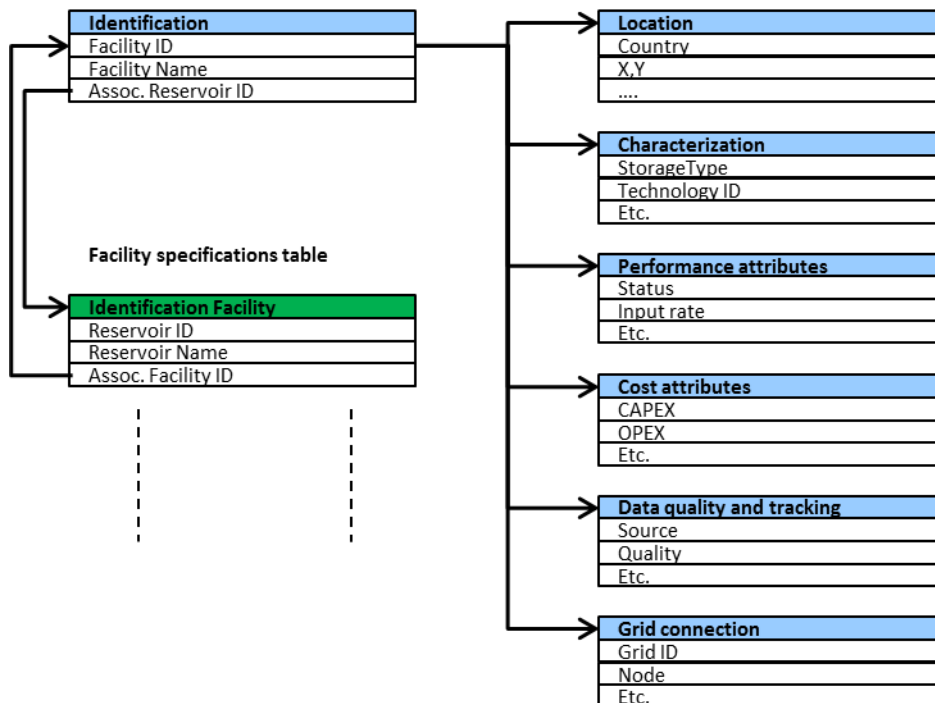 Identification
Facility ID
Facility Name
Assoc. Reservoir ID
Facility specifications table
Identification Facility
Reservoir ID
Reservoir Name
Assoc. Facility ID
Location
Country
X,Y
....
Characterization
StorageType
Technology ID
Etc.
Performance attributes
Status
Input rate
Etc.
Cost attributes
CAPEX
OPEX
Etc.
Data quality and tracking
Source
Quality
Etc.
Grid connection
Grid ID
Node
Etc.